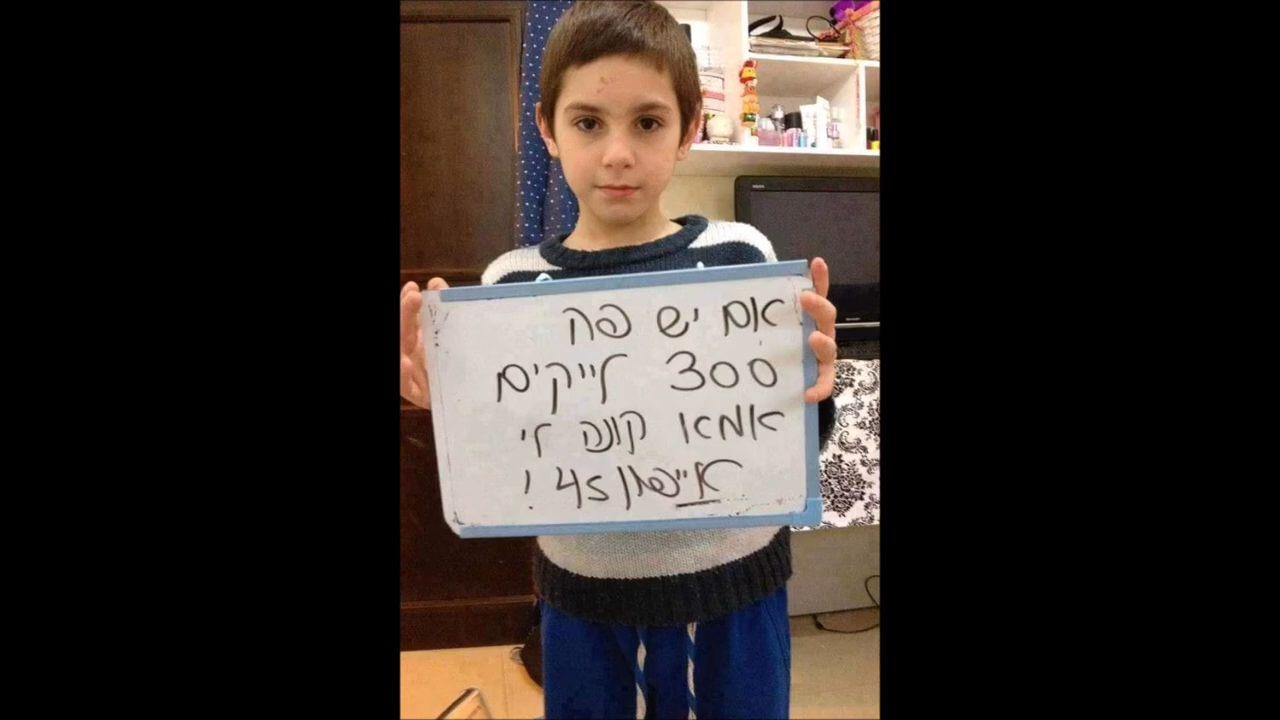 אם יש פה
300 לייקים
אמא קונה לי
אייפון 4s !